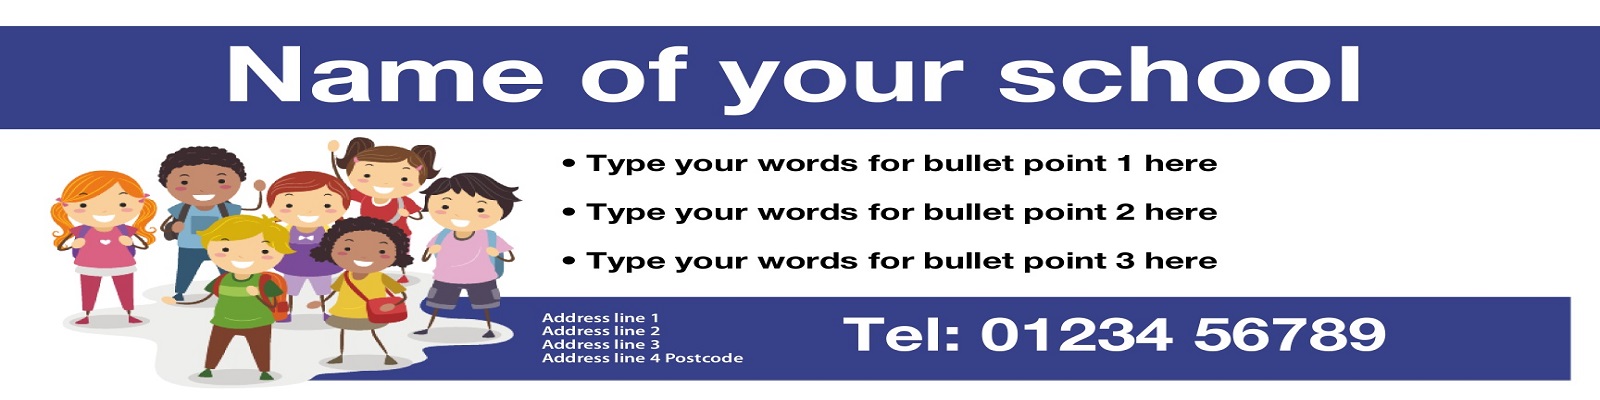 Name of your school
• Type your words for bullet point 1 here
• Type your words for bullet point 2 here
• Type your words for bullet point 3 here
Address line 1
Address line 2
Address line 3
Address line 4 Postcode
Tel: 01234 56789